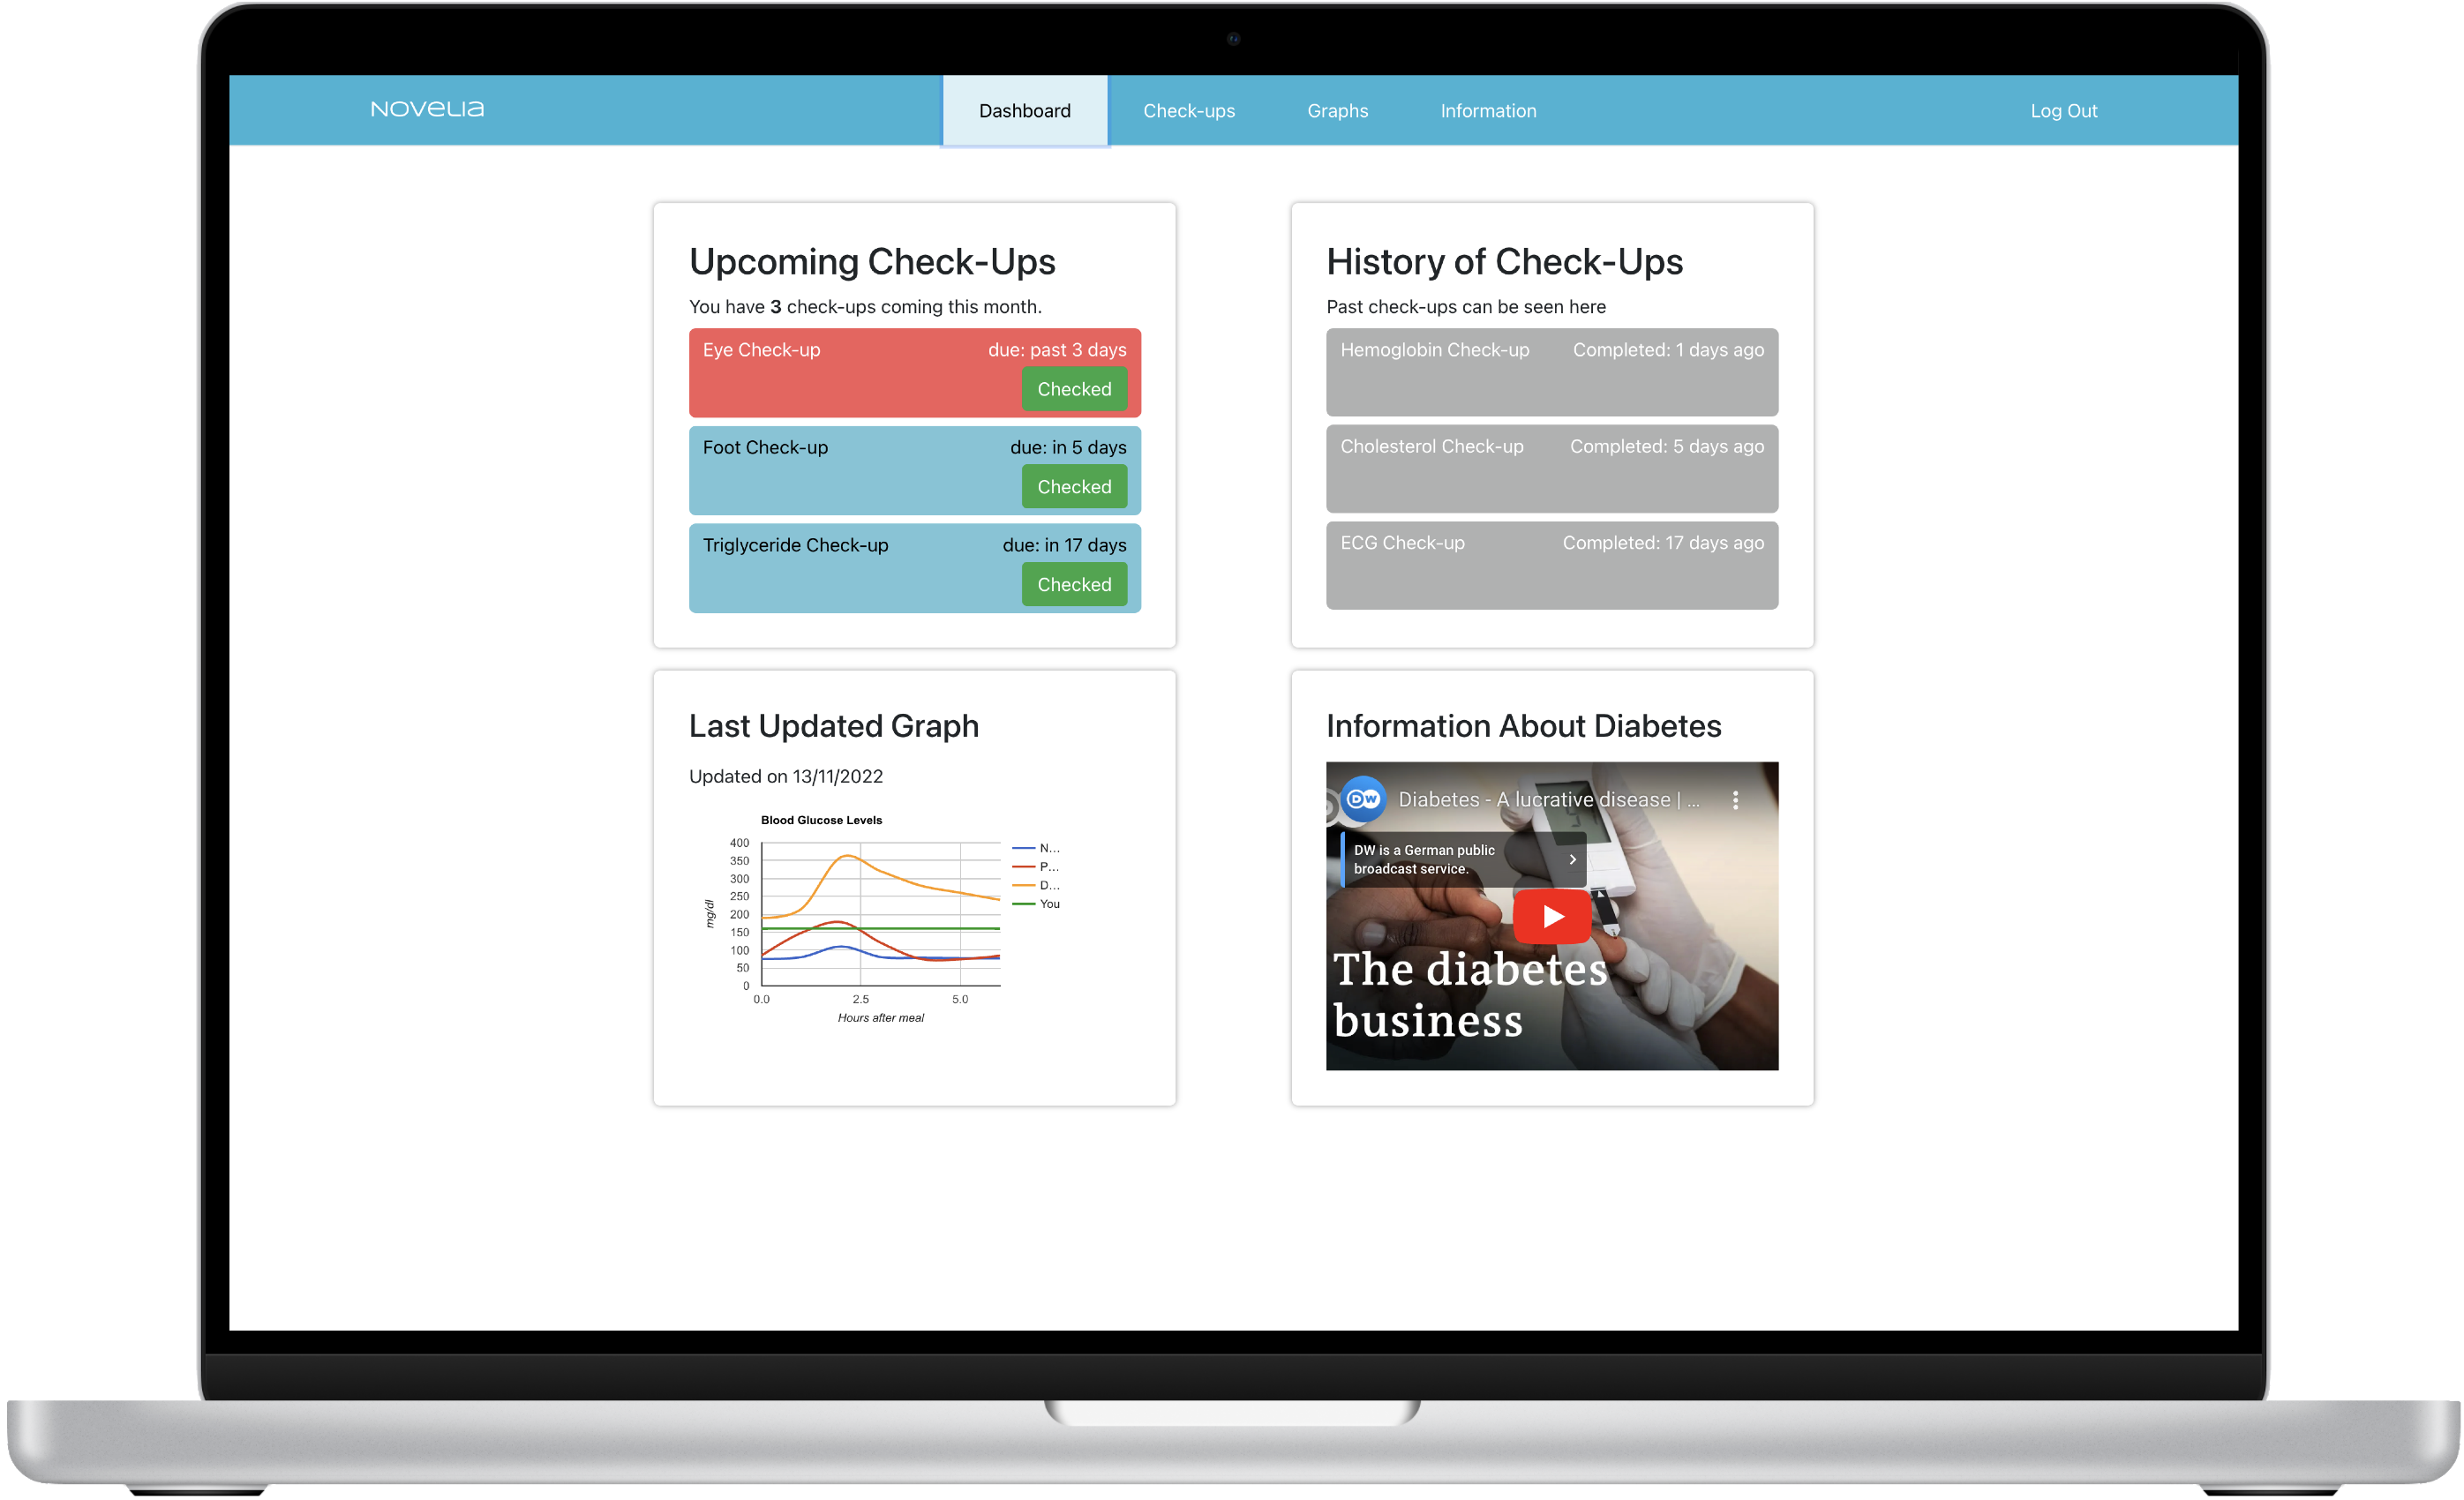 NOVELIA
Dashboard
Check-ups
Graphs
Information
Log Out
Upcoming Check-Ups
You have 3 check-ups coming this month.
Eye Check-up
due: past 3 days
Checked
Foot Check-up
due: in 5 days
Checked
Triglyceride Check-up
due: in 17 days
Checked
History of Check-Ups
Past check-ups can be seen here
Hemoglobin Check-up
Completed: 1 days ago
Cholesterol Check-up
Completed: 5 days ago
ECG Check-up
Completed: 17 days ago
Last Updated Graph
Updated on 13/11/2022
Blood Glucose Levels
400
350
300
250
200
150
100
50
0
mg/dl
0.0
2.5
5.0
Hours after meal
N...
P...
D...
You
Information About Diabetes
DW
Diabetes - A lucrative disease | ...
DW is a German public
broadcast service.
The diabetes
business